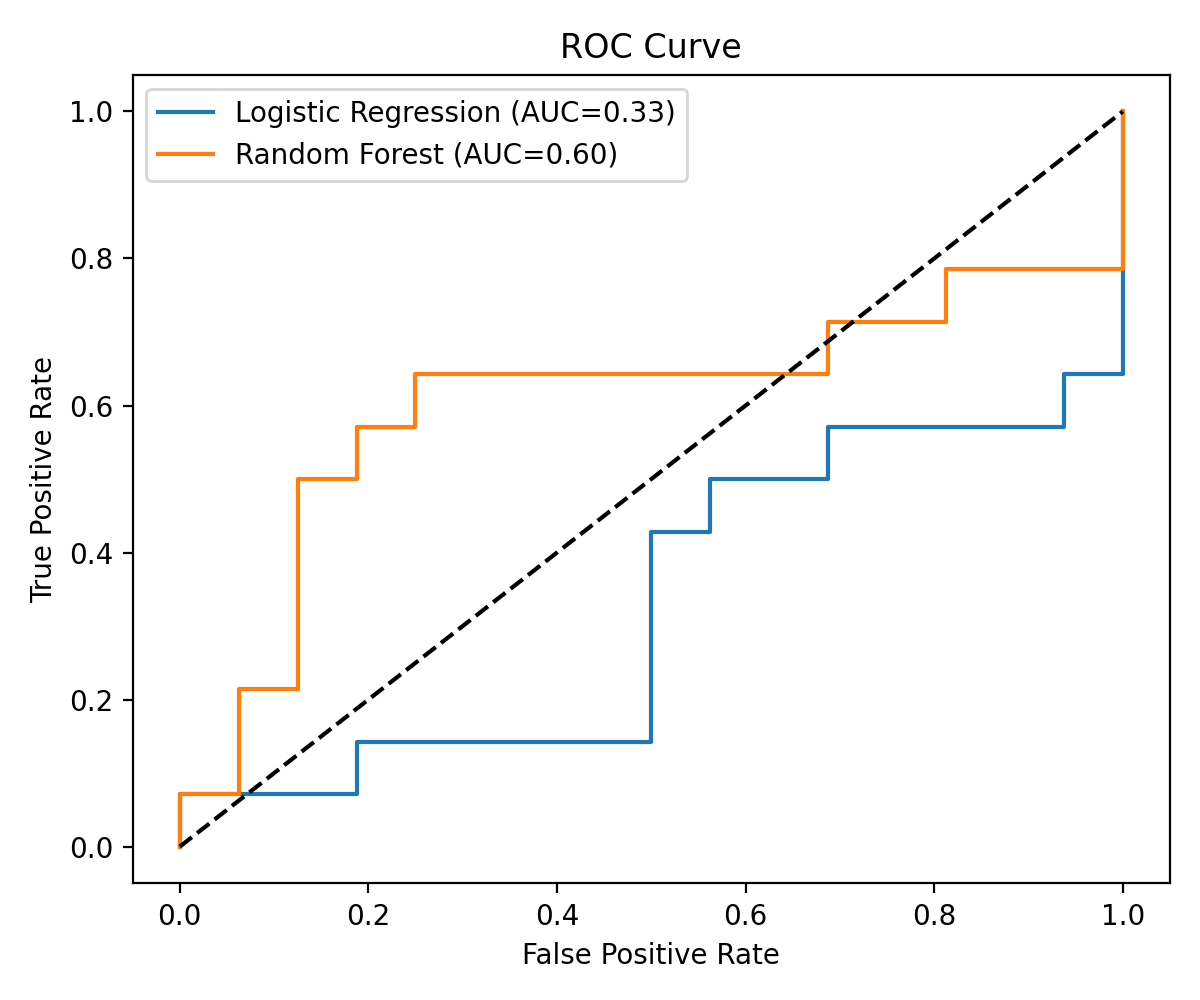 ROC Curve
Logistic Regression (AUC=0.33)
Random Forest (AUC=0.60)
1.0
0.8
0.6
0.4
0.2
0.0
True Positive Rate
0.0 0.2 0.4 0.6 0.8 1.0
False Positive Rate